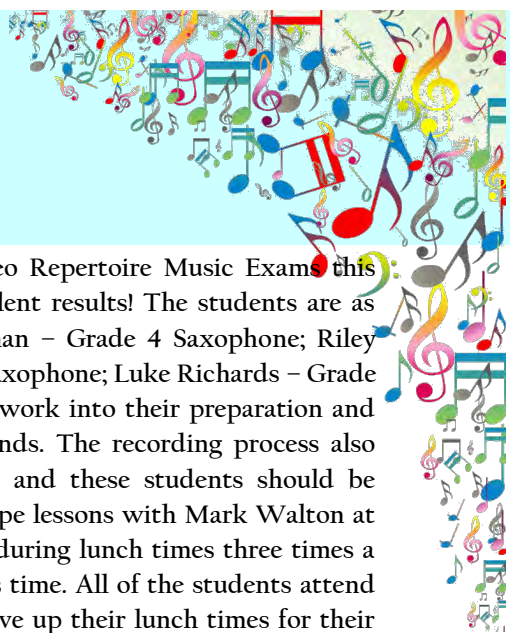 eo Repertoire Music Exams this
lent results! The students are as
nan – Grade 4 Saxophone; Riley
axophone; Luke Richards – Grade
work into their preparation and
nds. The recording process also
and these students should be
pe lessons with Mark Walton at
during lunch times three times a
s time. All of the students attend
ve up their lunch times for their